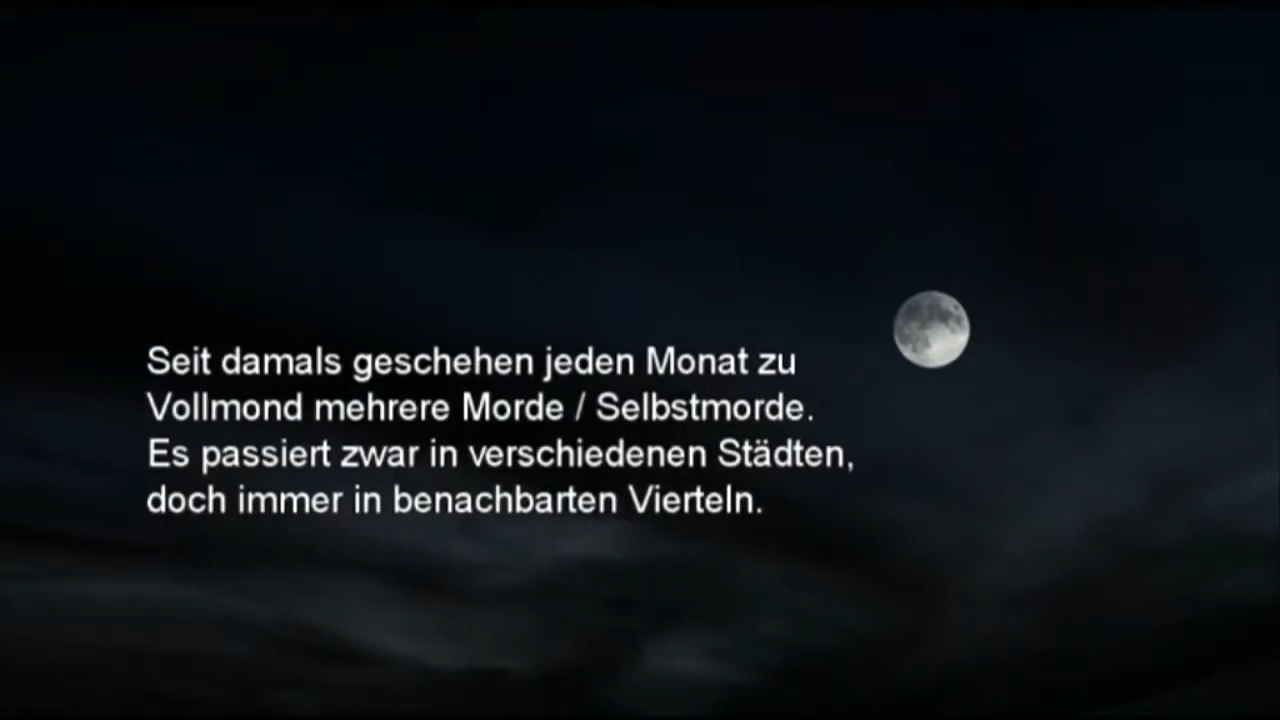 Seit damals geschehen jeden Monat zu
Vollmond mehrere Morde / Selbstmorde.
Es passiert zwar in verschiedenen Städten,
doch immer in benachbarten Vierteln.